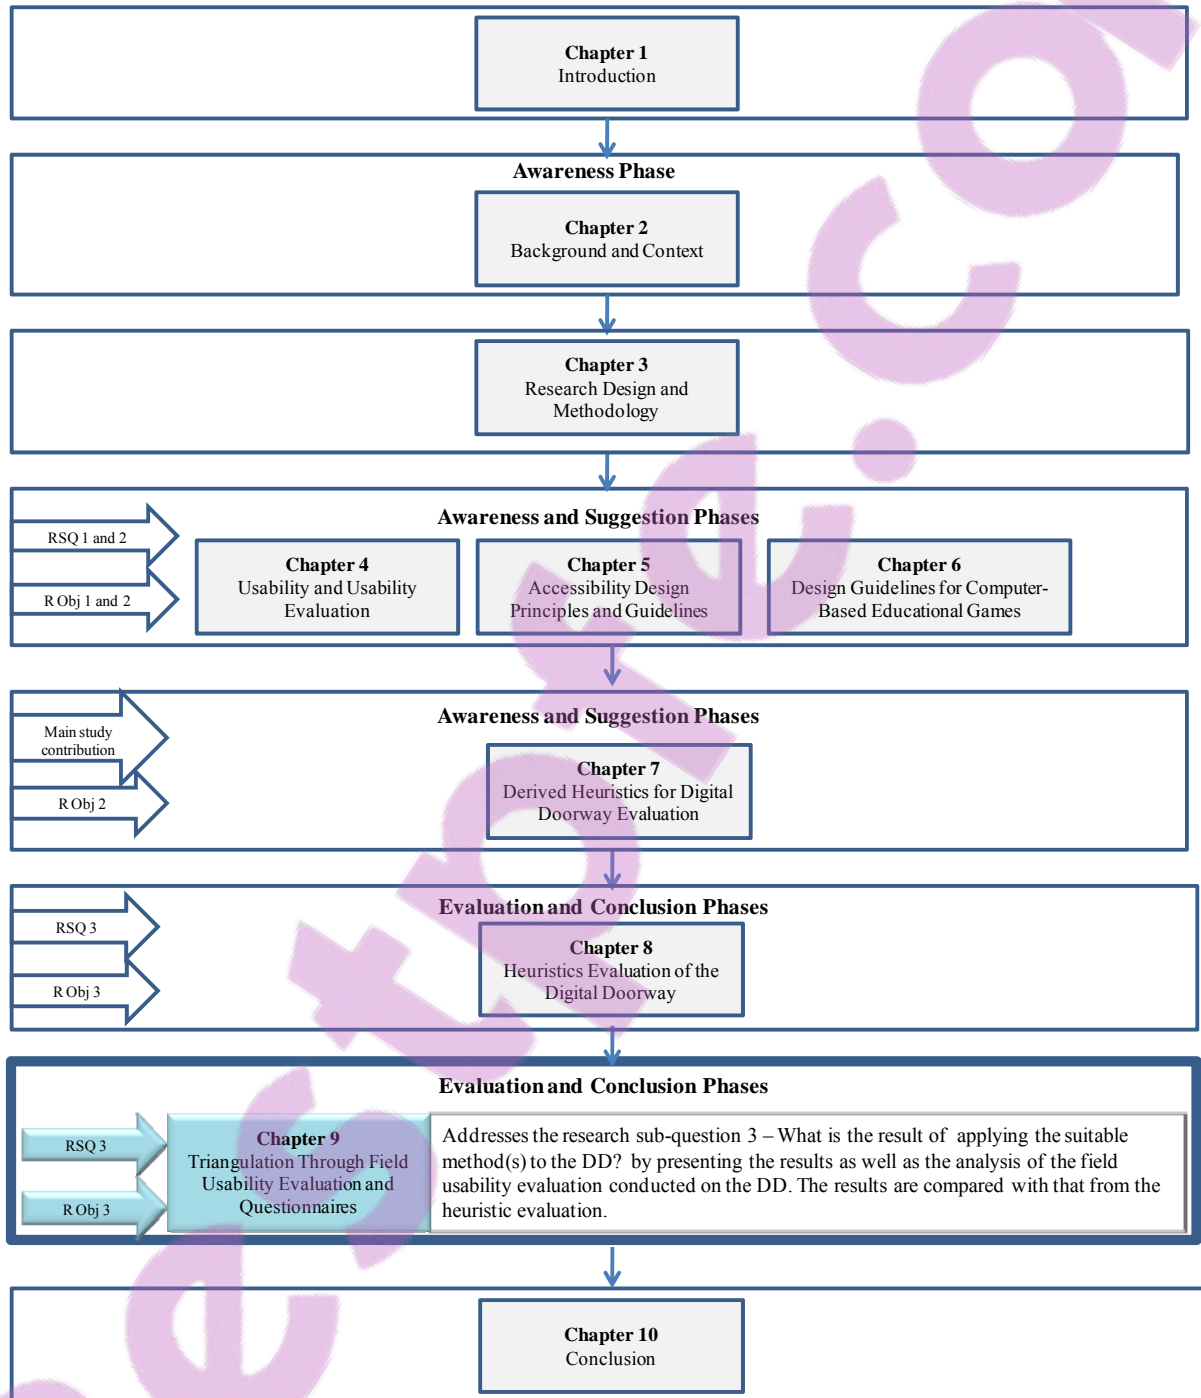 Chapter 1
Introduction
Awareness Phase
Chapter 2
Background and Context
Chapter 3
Research Design and
Methodology
Awareness and Suggestion Phases
RSQ 1 and 2
R Obj 1 and 2
Chapter 4
Usability and Usability
Evaluation
Chapter 5
Accessibility Design
Principles and Guidelines
Chapter 6
Design Guidelines for Computer-
Based Educational Games
Awareness and Suggestion Phases
Main study
contribution
R Obj 2
Chapter 7
Derived Heuristics for Digital
Doorway Evaluation
Evaluation and Conclusion Phases
RSQ 3
R Obj 3
Chapter 8
Heuristics Evaluation of the
Digital Doorway
Evaluation and Conclusion Phases
RSQ 3
R Obj 3
Chapter 9
Triangulation Through Field
Usability Evaluation and
Questionnaires
Addresses the research sub-question 3 – What is the result of applying the suitable
method(s) to the DD? by presenting the results as well as the analysis of the field
usability evaluation conducted on the DD. The results are compared with that from the
heuristic evaluation.
Chapter 10
Conclusion
estpfe.co